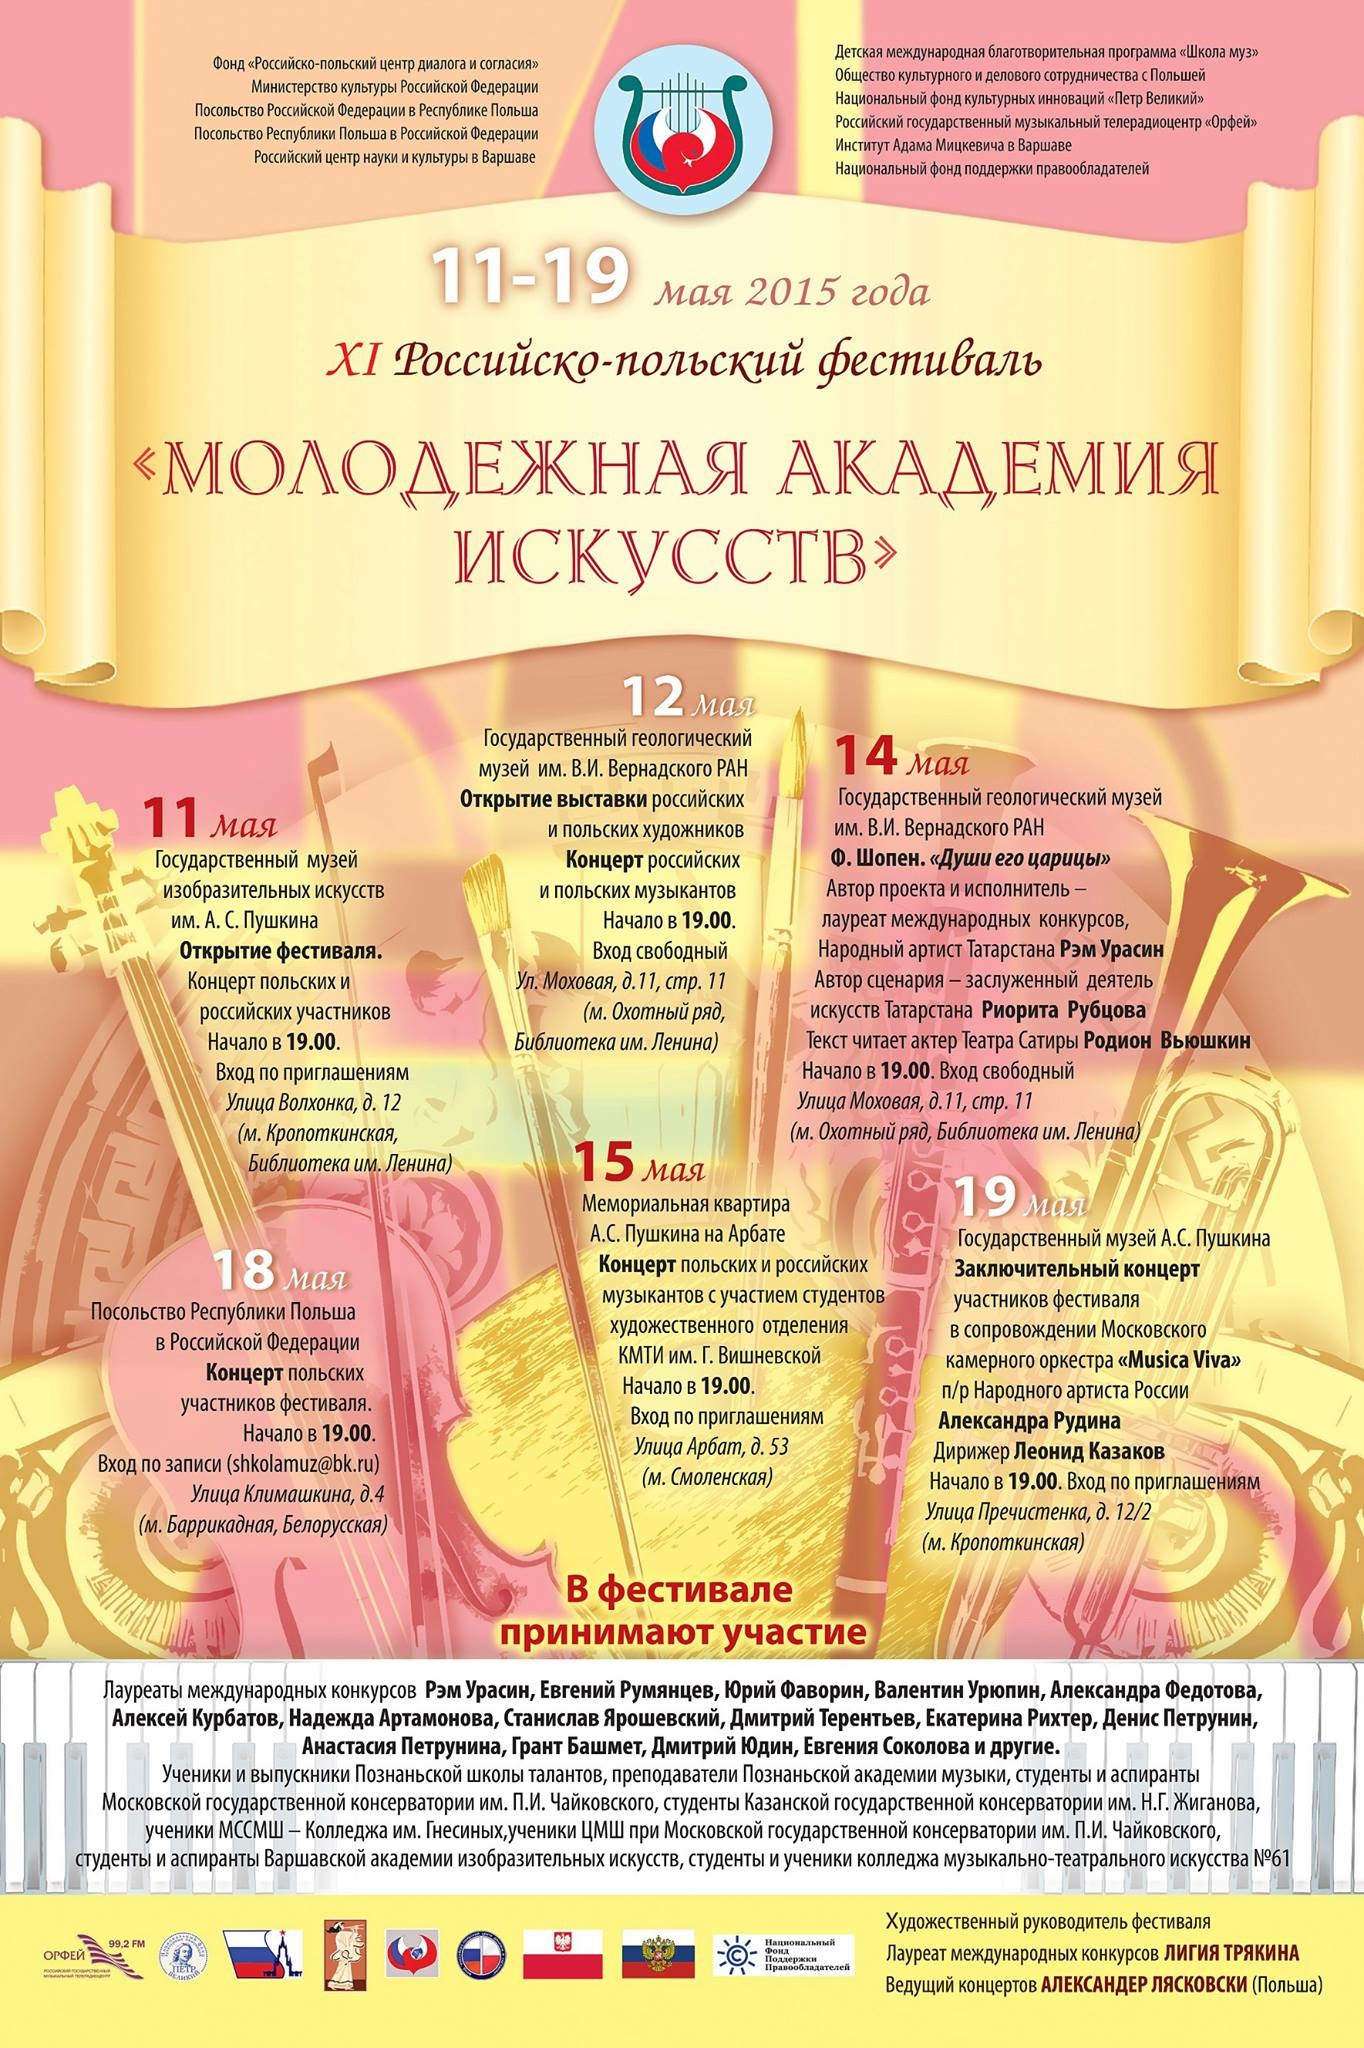 Фонд «Российско-польский центр диалога и согласия»
Министерство культуры Российской Федерации
Посольство Российской Федерации в Республике Польша
Посольство Республики Польша в Российской Федерации
Российский центр науки и культуры в Варшаве
Детская международная благотворительная программа «Школа муз»
Общество культурного и делового сотрудничества с Польшей
Национальный фонд культурных инноваций «Петр Великий»
Российский государственный музыкальный телерадиоцентр «Орфей»
Институт Адама Мицкевича в Варшаве
Национальный фонд поддержки правообладателей
11-19 мая 2015 года
XI Российско-польский фестиваль
«МОЛОДЕЖНАЯ АКАДЕМИЯ
ИСКУССТВ»
11 мая
Государственный музей
изобразительных искусств
им. А. С. Пушкина
Открытие фестиваля.
Концерт польских и
российских участников
Начало в 19.00.
Вход по приглашениям
Улица Волхонка, д. 12
(м. Кропоткинская,
Библиотека им. Ленина)
12 мая
Государственный геологический
музей им. В.И. Вернадского РАН
Открытие выставки российских
и польских художников
Концерт российских
и польских музыкантов
Начало в 19.00.
Вход свободный
Ул. Моховая, д.11, стр. 11
(м. Охотный ряд,
Библиотека им. Ленина)
14 мая
Государственный геологический музей
им. В.И. Вернадского РАН
Ф. Шопен. «Души его царицы»
Автор проекта и исполнитель –
лауреат международных конкурсов,
Народный артист Татарстана Рэм Урасин
Автор сценария – заслуженный деятель
искусств Татарстана Риорита Рубцова
Текст читает актер Театра Сатиры Родион Вьюшкин
Начало в 19.00. Вход свободный
Улица Моховая, д.11, стр. 11
(м. Охотный ряд, Библиотека им. Ленина)
15 мая
Мемориальная квартира
А.С. Пушкина на Арбате
Концерт польских и российских
музыкантов с участием студентов
художественного отделения
КМТИ им. Г. Вишневской
Начало в 19.00.
Вход по приглашениям
Улица Арбат, д. 53
(м. Смоленская)
18 мая
Посольство Республики Польша
в Российской Федерации
Концерт польских
участников фестиваля.
Начало в 19.00.
Вход по записи (shkolamuz@bk.ru)
Улица Климашкина, д.4
(м. Баррикадная, Белорусская)
19 мая
Государственный музей А.С. Пушкина
Заключительный концерт
участников фестиваля
в сопровождении Московского
камерного оркестра «Musica Viva»
п/р Народного артиста России
Александра Рудина
Дирижер Леонид Казаков
Начало в 19.00. Вход по приглашениям
Улица Пречистенка, д. 12/2
(м. Кропоткинская)
В фестивале
принимают участие
Лауреаты международных конкурсов Рэм Урасин, Евгений Румянцев, Юрий Фаворин, Валентин Урюпин, Александра Федотова,
Алексей Курбатов, Надежда Артамонова, Станислав Ярошевский, Дмитрий Терентьев, Екатерина Рихтер, Денис Петрунин,
Анастасия Петрунина, Грант Башмет, Дмитрий Юдин, Евгения Соколова и другие.
Ученики и выпускники Познаньской школы талантов, преподаватели Познаньской академии музыки, студенты и аспиранты
Московской государственной консерватории им. П.И. Чайковского, студенты Казанской государственной консерватории им. Н.Г. Жиганова,
ученики МССМШ – Колледжа им. Гнесиных,ученики ЦМШ при Московской государственной консерватории им. П.И. Чайковского,
студенты и аспиранты Варшавской академии изобразительных искусств, студенты и ученики колледжа музыкально-театрального искусства №61
ОРФЕЙ 99,2 FM
РОССИЙСКИЙ ГОСУДАРСТВЕННЫЙ
МУЗЫКАЛЬНЫЙ ТЕЛЕРАДИОЦЕНТР
ПЕТР
ВЕЛИКИЙ
Национальный
Фонд
Поддержки
Правообладателей
Художественный руководитель фестиваля
Лауреат международных конкурсов ЛИГИЯ ТРЯКИНА
Ведущий концертов АЛЕКСАНДЕР ЛЯСКОВСКИ (Польша)